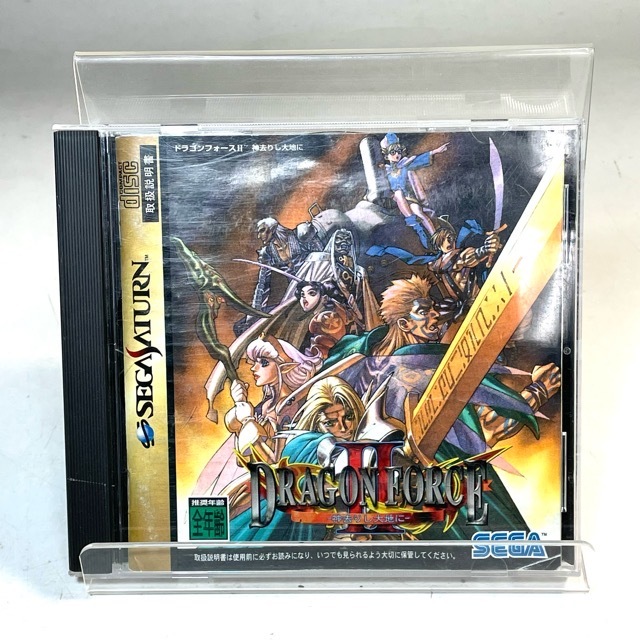 ドラゴンフォースII 神去りし大地に
COMPACT disc
取扱説明書
SEGA SATURN™
DRAGON FORCE
II
-神去りし大地に-
推奨年齢
全年齢
SEGA™
取扱説明書は使用前に必ずお読みになり、いつでも見られるよう大切に保管してください。